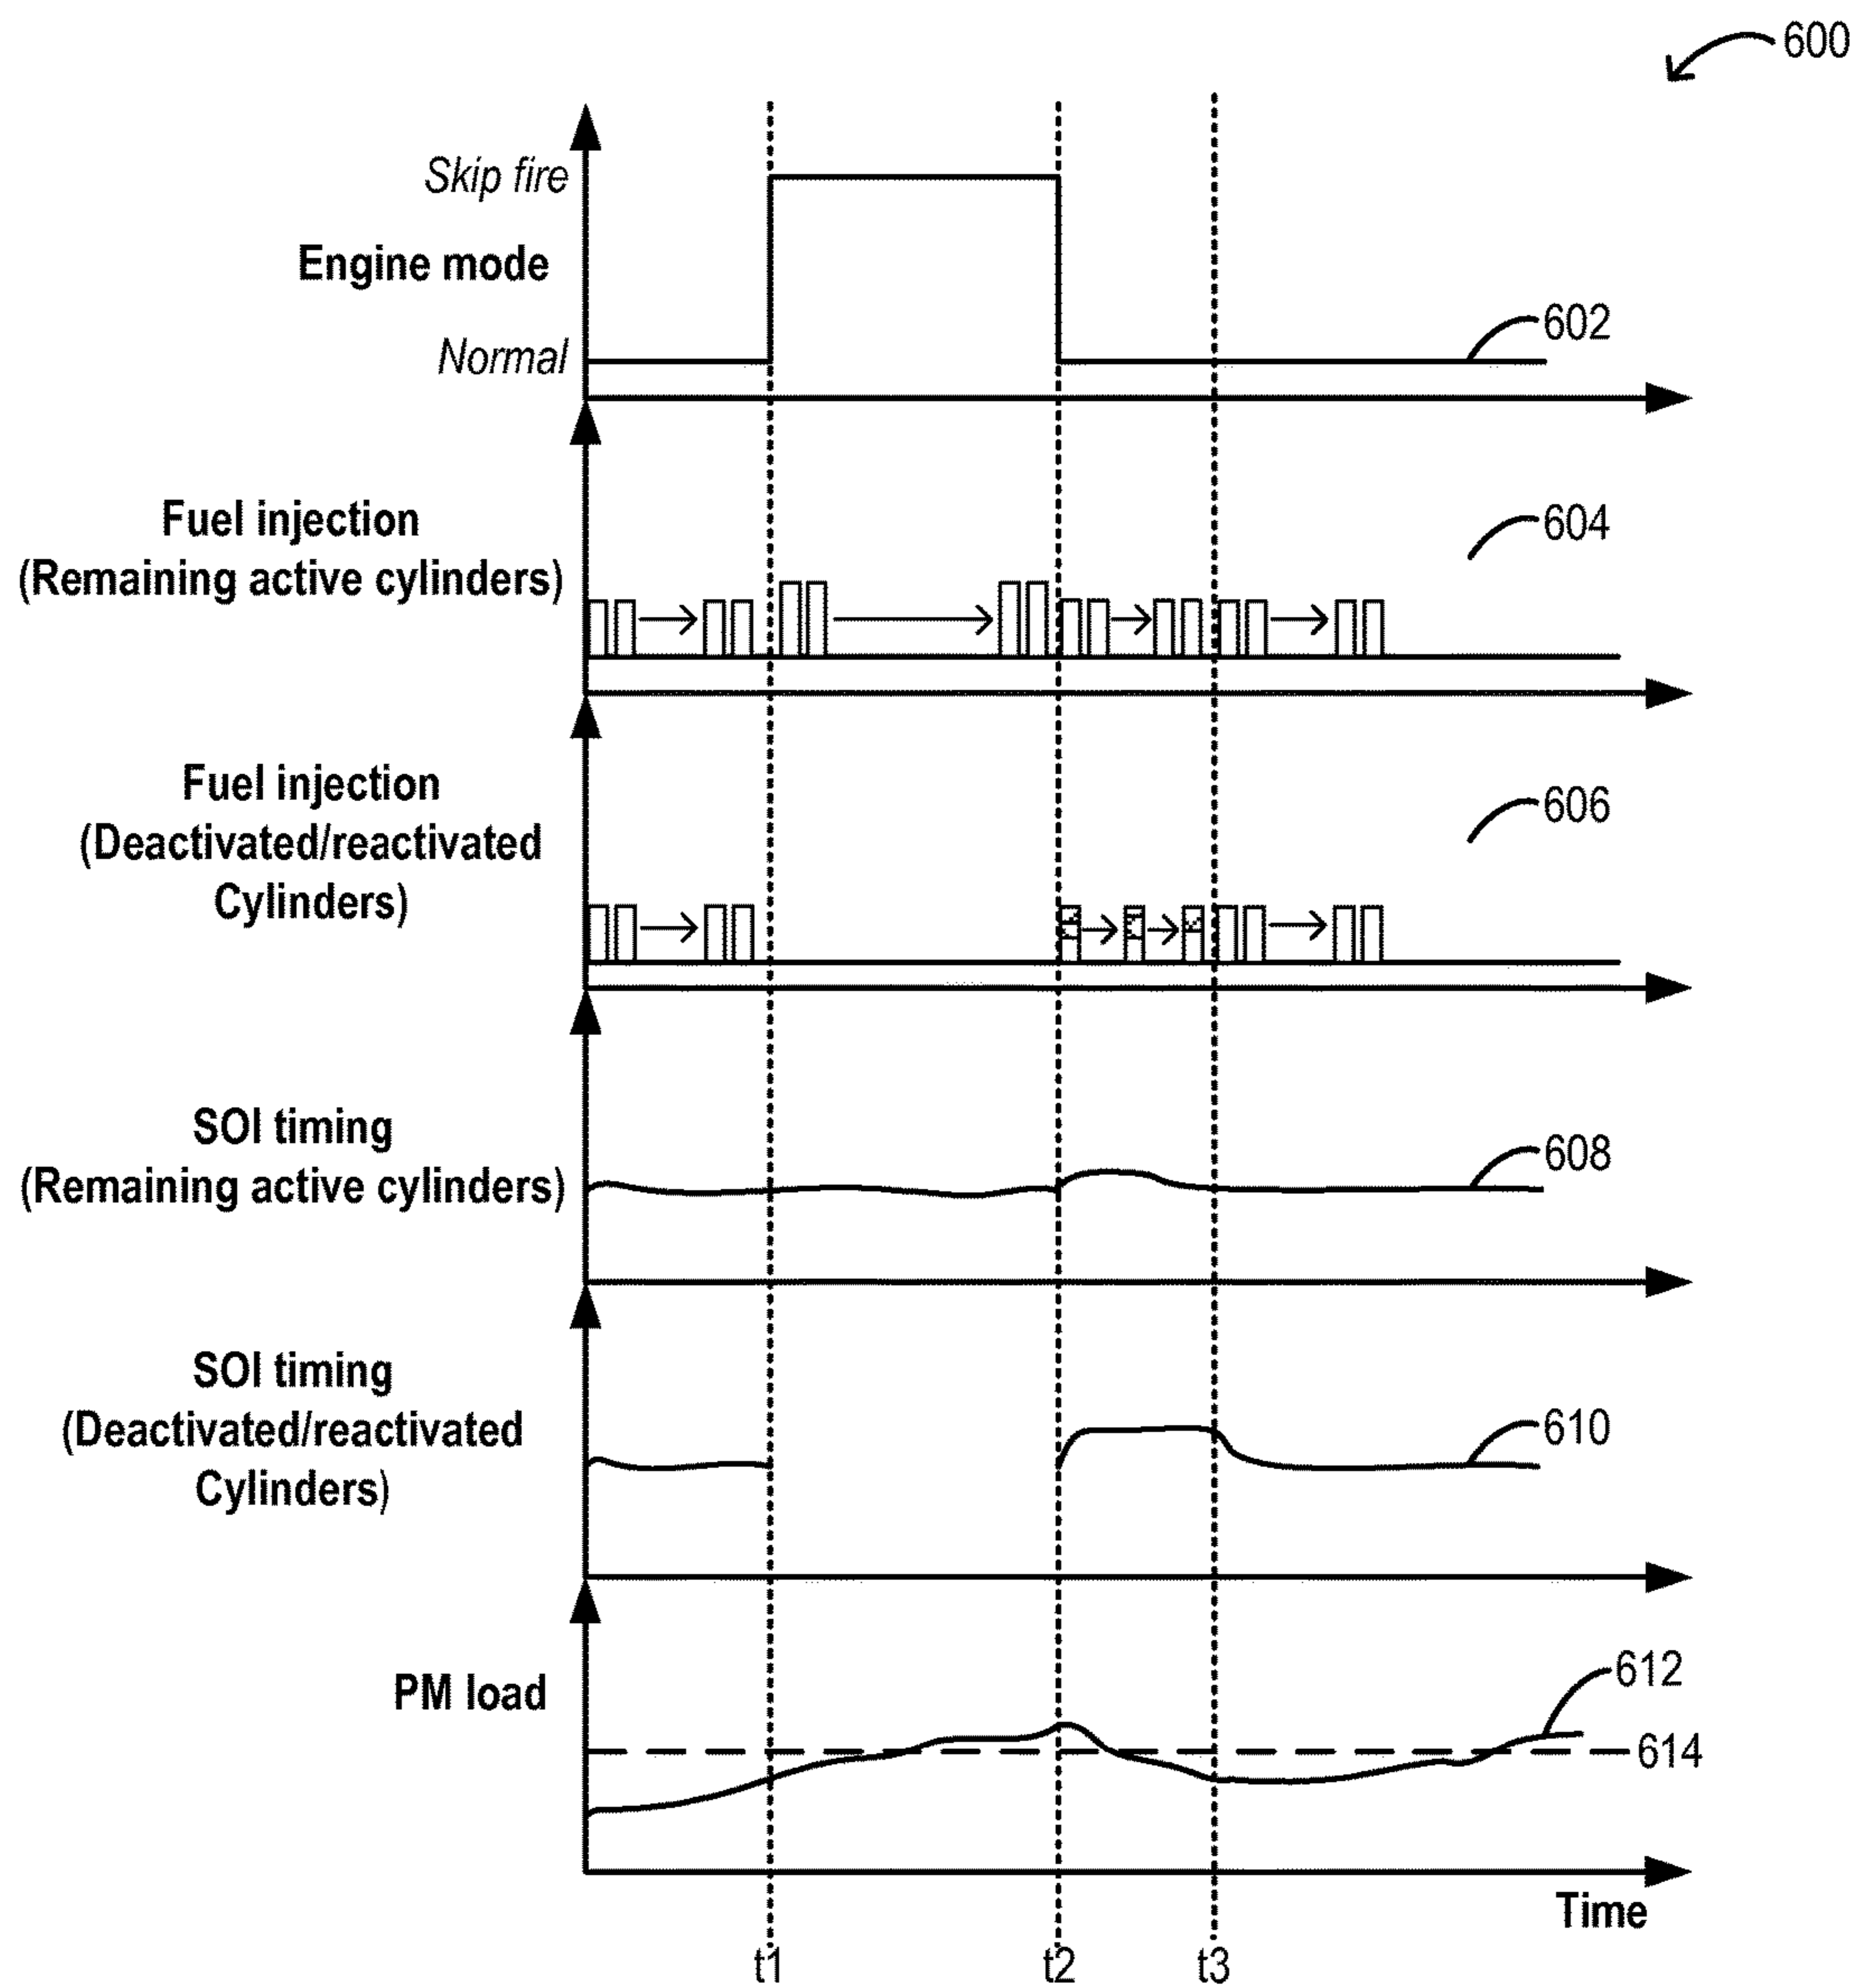 600
Skip fire
Engine mode
Normal
602
Fuel injection
(Remaining active cylinders)
604
Fuel injection
(Deactivated/reactivated
Cylinders)
606
SOI timing
(Remaining active cylinders)
608
SOI timing
(Deactivated/reactivated
Cylinders)
610
PM load
612
614
Time
t1
t2
t3